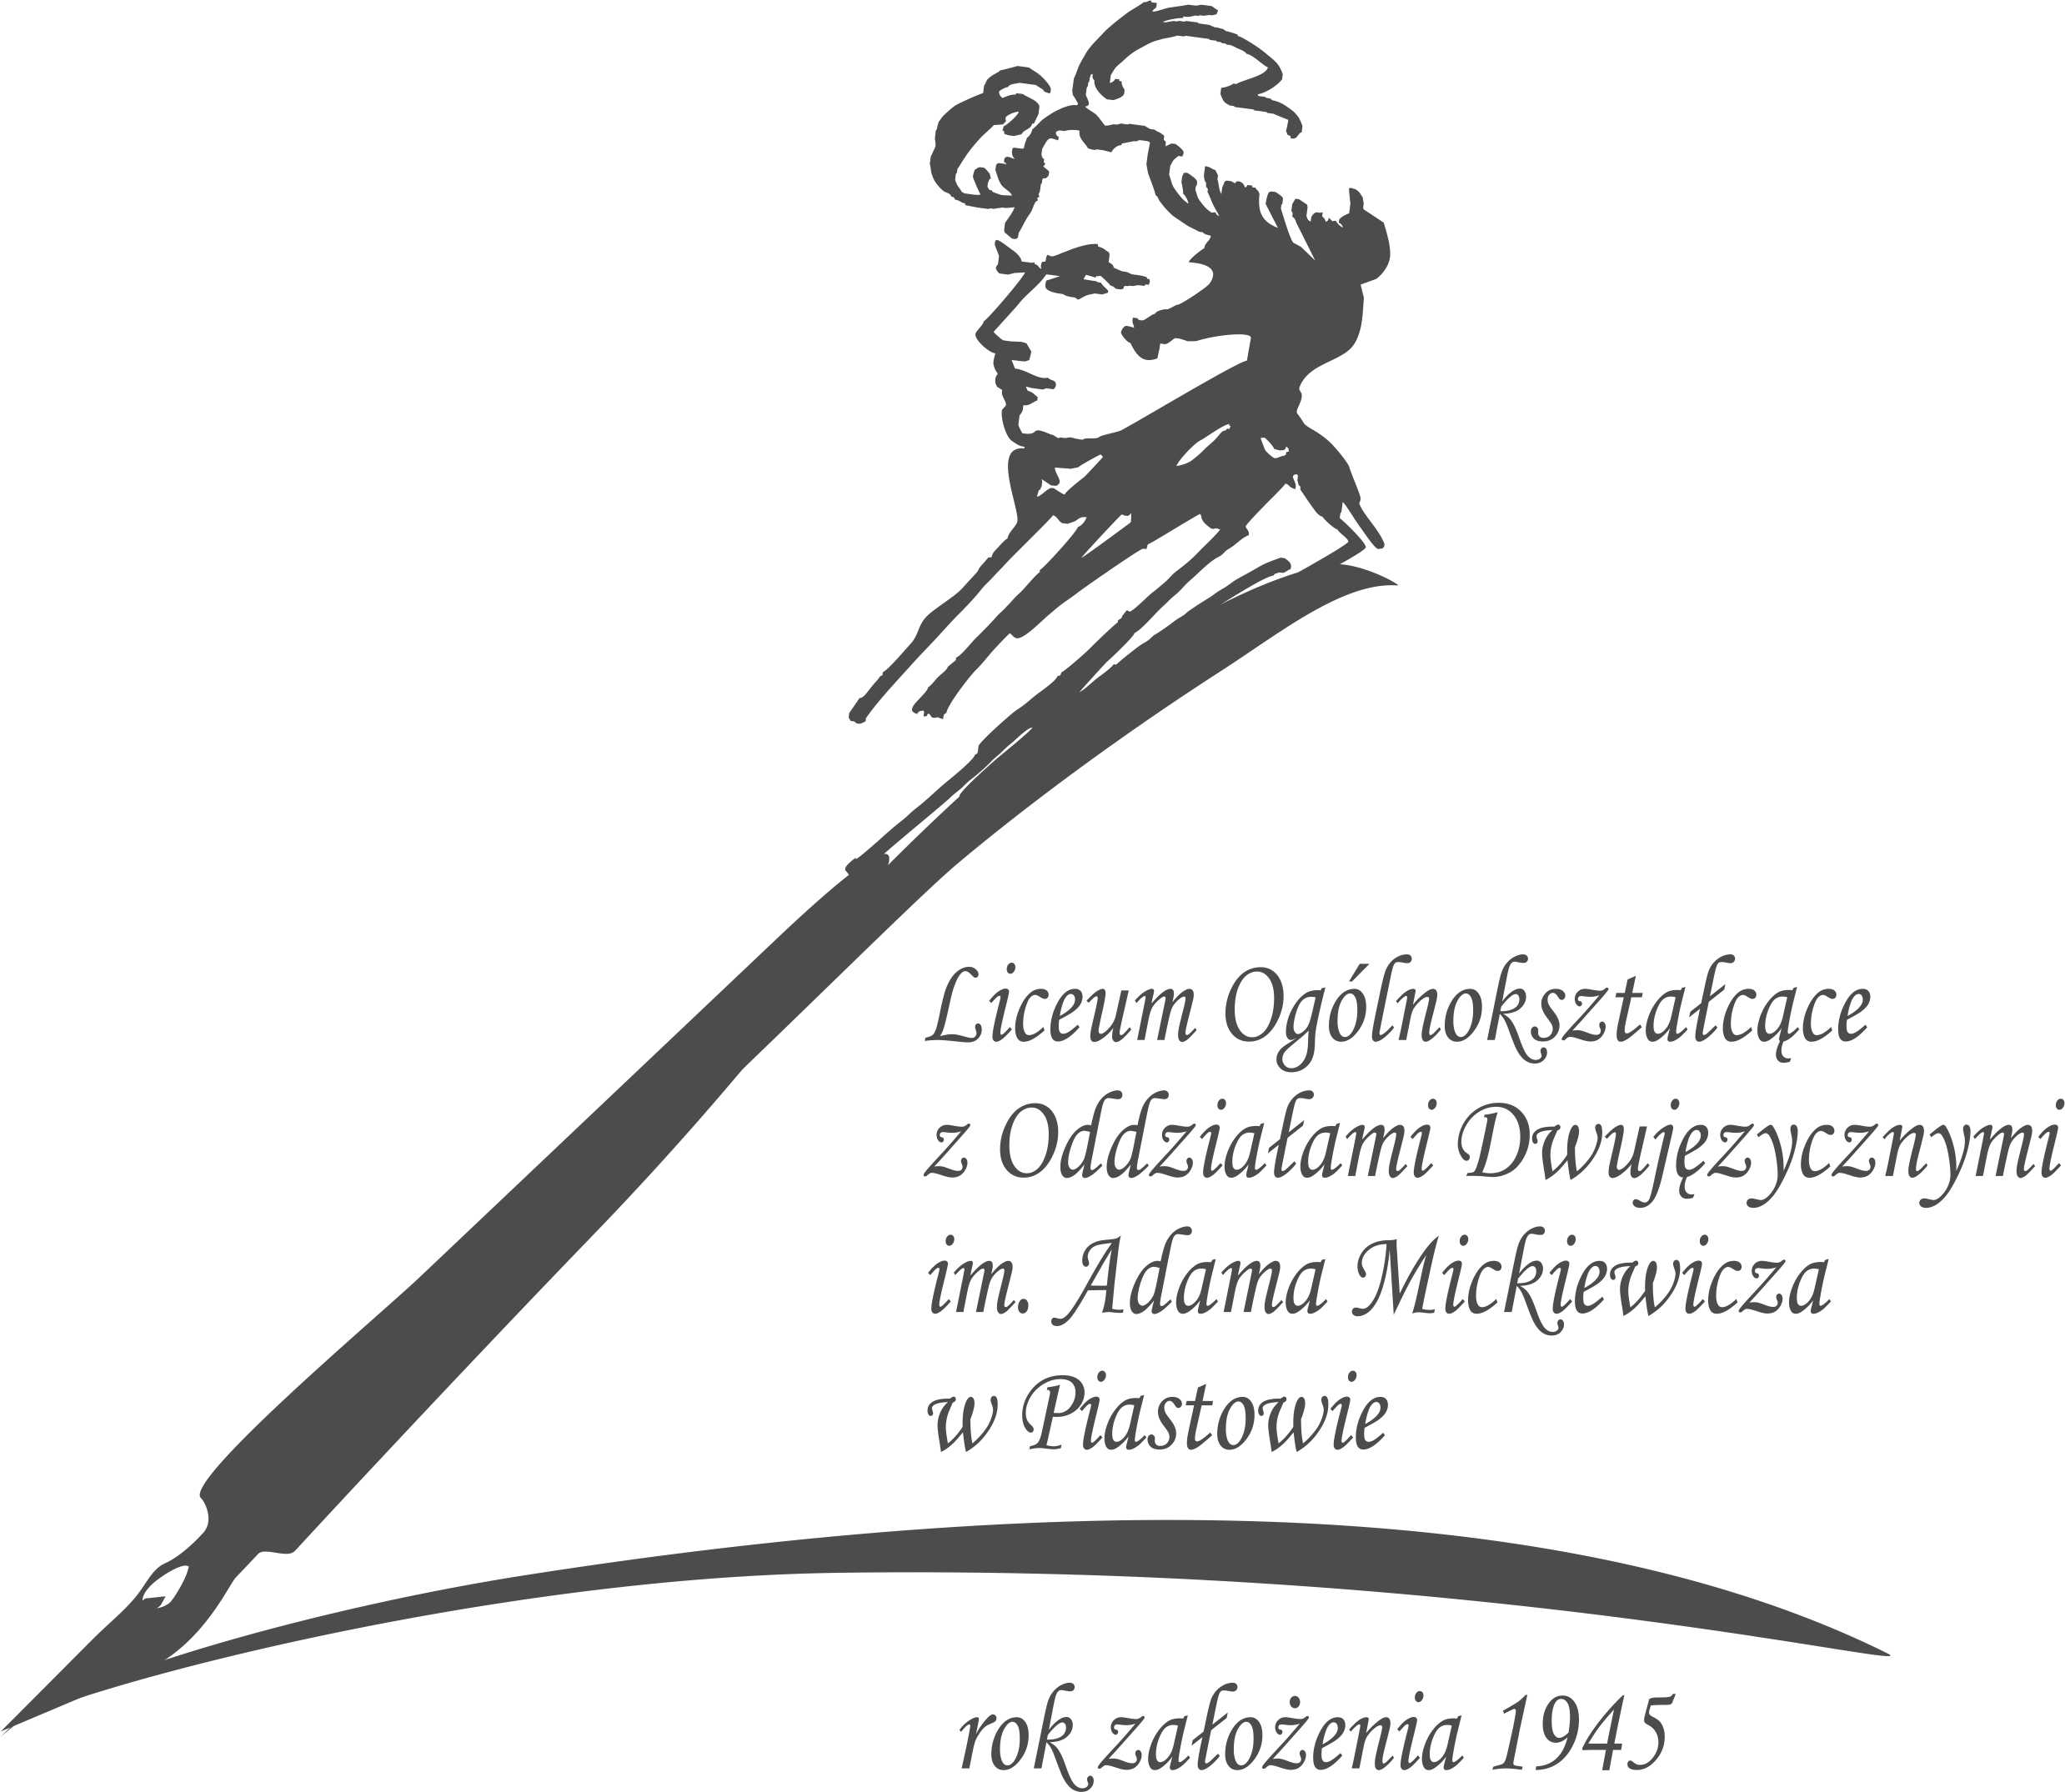 Liceum Ogólnokształcące
z Oddziałami Dwujęzycznymi
im. Adama Mickiewicza
w Piastowie
rok założenia 1945